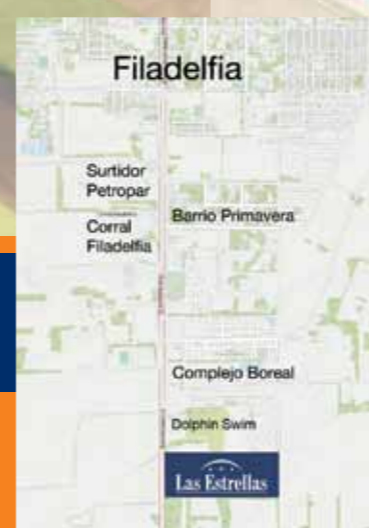 Filadelfia
Surtidor
Petropar
Corral
Filadelfia
Barrio Primavera
Complejo Boreal
Dolphin Swim
Las Estrellas